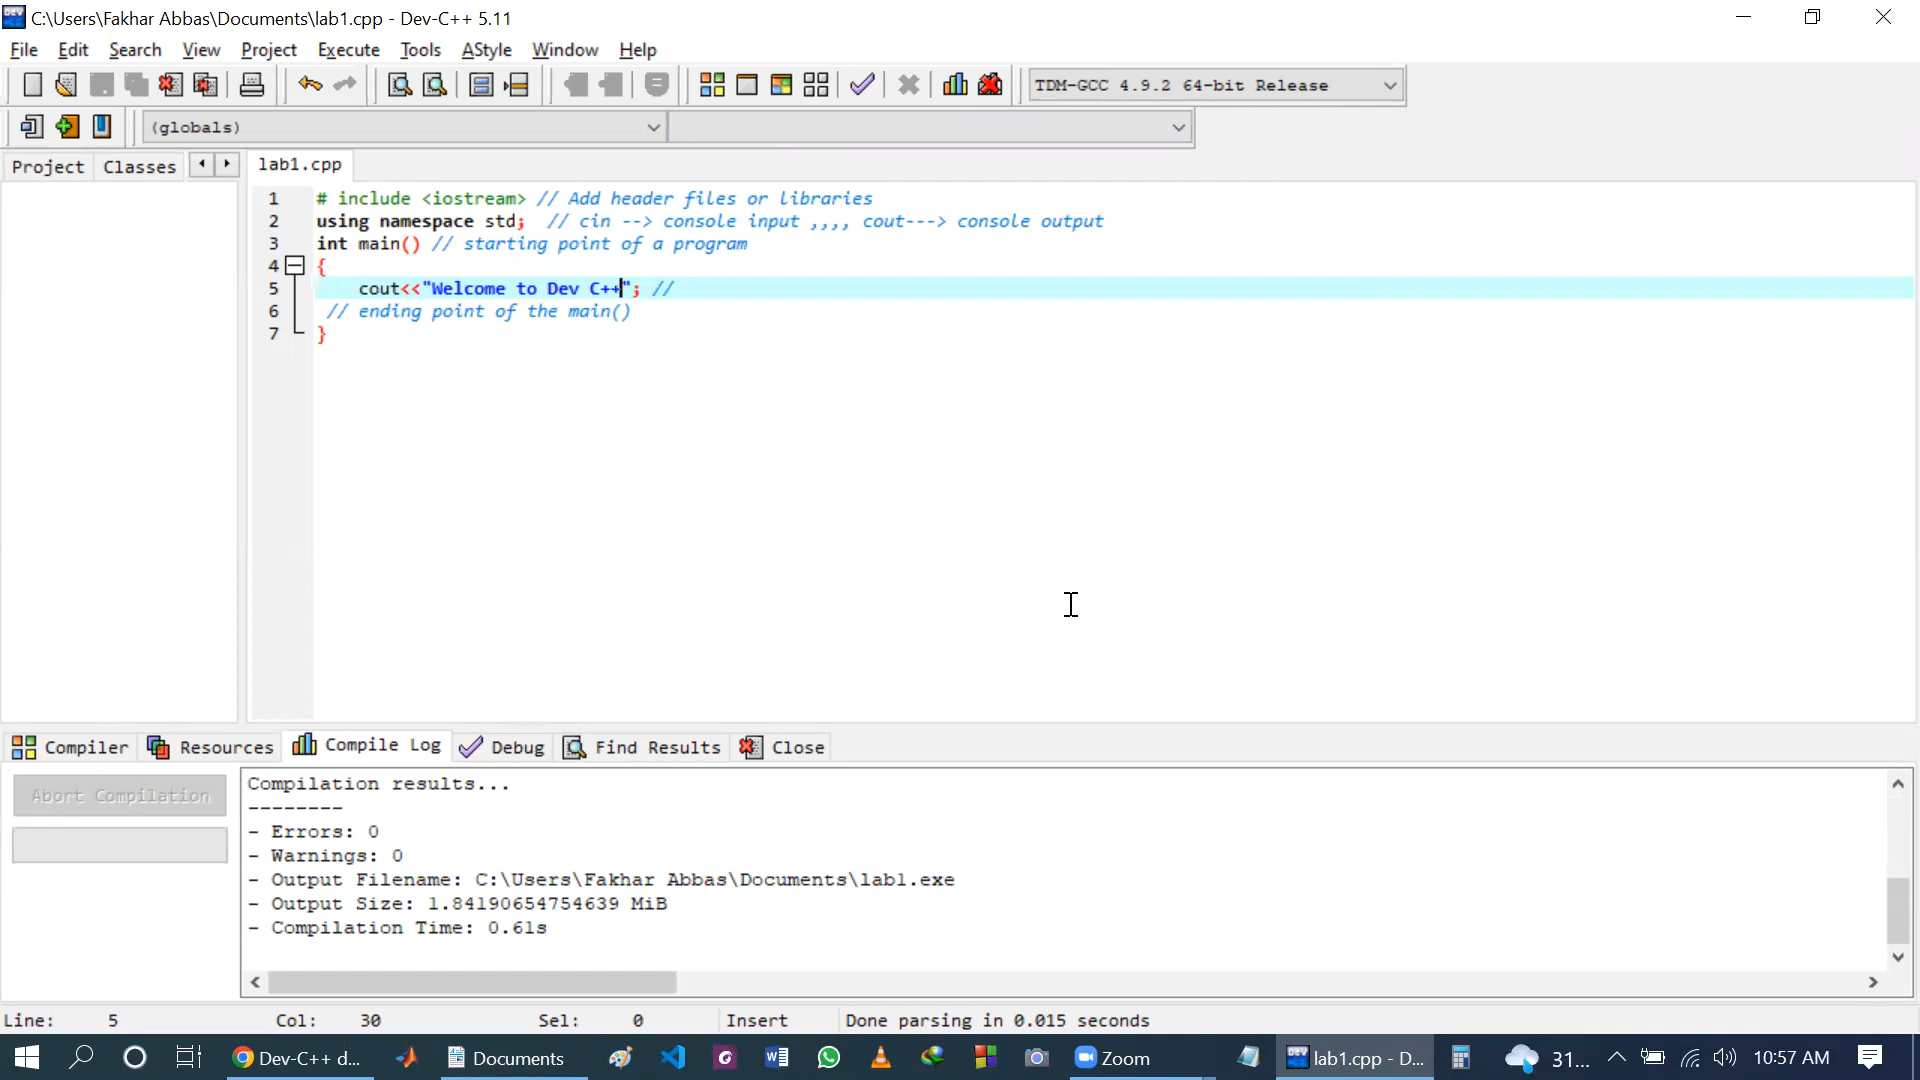 C:\Users\Fakhar Abbas\Documents\lab1.cpp - Dev-C++ 5.11
File Edit Search View Project Execute Tools AStyle Window Help
TDM-GCC 4.9.2 64-bit Release
(globals)
Project Classes lab1.cpp
1 # include <iostream> // Add header files or libraries
2 using namespace std;  // cin --> console input ,,,, cout---> console output
3 int main() // starting point of a program
4 {
5 cout<<"Welcome to Dev C++"; //
6 // ending point of the main()
7 }
Compiler Resources Compile Log Debug Find Results Close
Abort Compilation
Compilation results...
--------
- Errors: 0
- Warnings: 0
- Output Filename: C:\Users\Fakhar Abbas\Documents\lab1.exe
- Output Size: 1.84190654754639 MiB
- Compilation Time: 0.61s
Line: 5 Col: 30 Sel: 0 Insert Done parsing in 0.015 seconds
Dev-C++ d... Documents Zoom lab1.cpp - D... 31... 10:57 AM